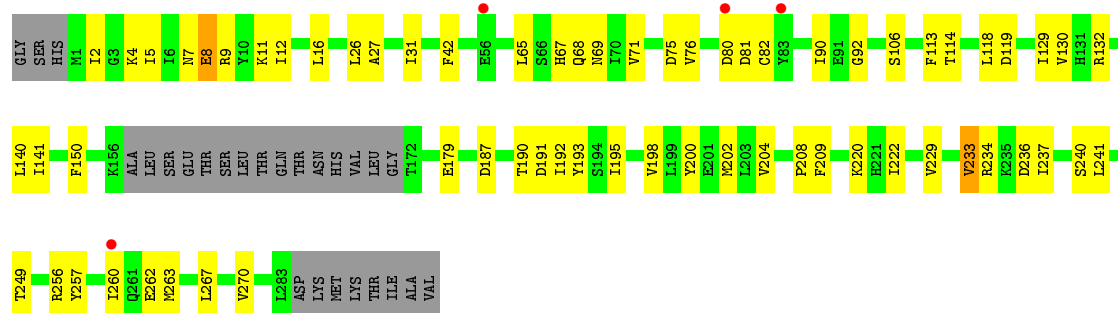 GLY SER HIS M1 I2 G3 K4 I5 I6 N7 E8 R9 Y10 K11 I12 L16 L26 A27 I31 F42 E56 L65 S66 H67 Q68 N69 I70 V71 D75 V76 D80 D81 C82 Y83 I90 E91 G92 S106 F113 T114 L118 D119 I129 V130 H131 R132
L140 I141 F150 K156 ALA LEU SER GLU THR SER LEU THR GLN THR ASN HIS VAL LEU GLY T172 E179 D187 T190 D191 I192 Y193 S194 I195 V198 L199 Y200 E201 M202 L203 V204 P208 F209 K220 H221 I222 V229 V233 R234 K235 D236 I237 S240 L241
T249 R256 Y257 I260 Q261 E262 M263 L267 V270 L283 ASP LYS MET LYS THR ILE ALA VAL